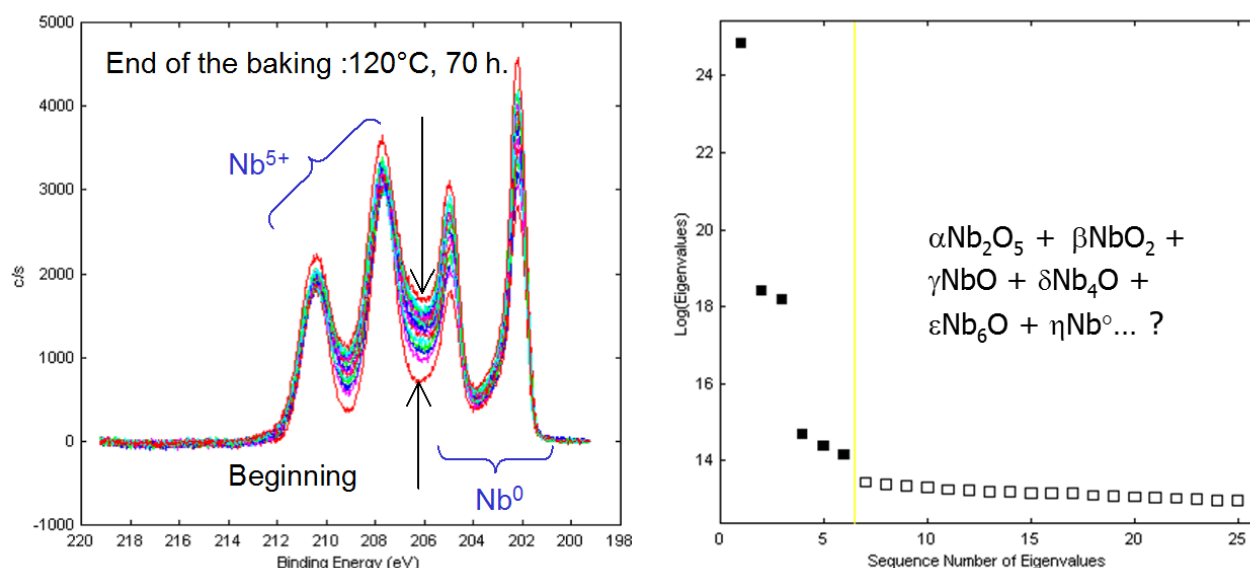 End of the baking :120°C, 70 h.
Nb⁵⁺
Beginning
Nb⁰
5000
4000
3000
2000
1000
0
-1000
c/s
220 218 216 214 212 210 208 206 204 202 200 198
Binding Energy (eV)
24
22
20
18
16
14
Log(Eigenvalues)
αNb₂O₅ + βNbO₂ +
γNbO + δNb₄O +
εNb₆O + ηNb°... ?
0 5 10 15 20 25
Sequence Number of Eigenvalues